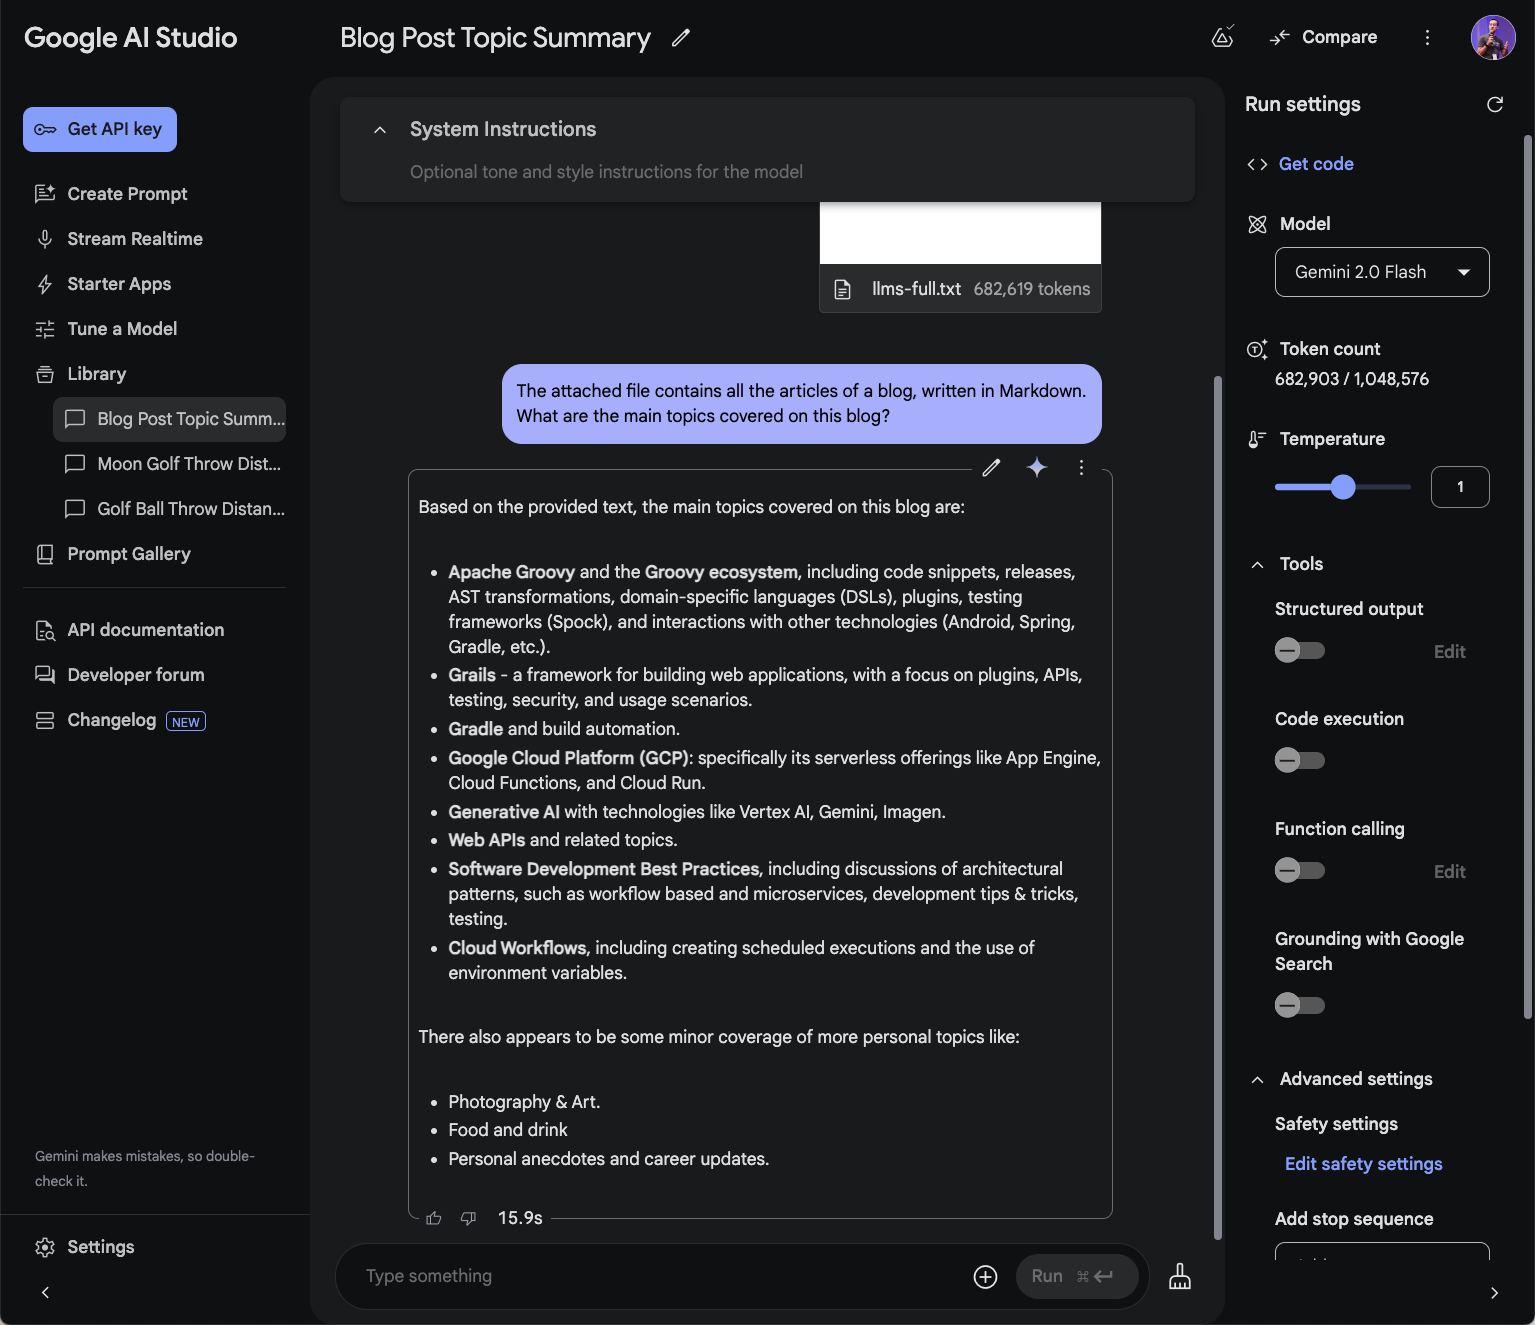 Google AI Studio
Get API key
Create Prompt
Stream Realtime
Starter Apps
Tune a Model
Library
Blog Post Topic Summ...
Moon Golf Throw Dist...
Golf Ball Throw Distan...
Prompt Gallery
API documentation
Developer forum
Changelog NEW
Gemini makes mistakes, so double-
check it.
Settings
Blog Post Topic Summary
Compare
System Instructions
Optional tone and style instructions for the model
llms-full.txt 682,619 tokens
The attached file contains all the articles of a blog, written in Markdown.
What are the main topics covered on this blog?
Based on the provided text, the main topics covered on this blog are:
• Apache Groovy and the Groovy ecosystem, including code snippets, releases,
AST transformations, domain-specific languages (DSLs), plugins, testing
frameworks (Spock), and interactions with other technologies (Android, Spring,
Gradle, etc.).
• Grails - a framework for building web applications, with a focus on plugins, APIs,
testing, security, and usage scenarios.
• Gradle and build automation.
• Google Cloud Platform (GCP): specifically its serverless offerings like App Engine,
Cloud Functions, and Cloud Run.
• Generative AI with technologies like Vertex AI, Gemini, Imagen.
• Web APIs and related topics.
• Software Development Best Practices, including discussions of architectural
patterns, such as workflow based and microservices, development tips & tricks,
testing.
• Cloud Workflows, including creating scheduled executions and the use of
environment variables.
There also appears to be some minor coverage of more personal topics like:
• Photography & Art.
• Food and drink
• Personal anecdotes and career updates.
15.9s
Type something
Run ⌘
Run settings
Get code
Model
Gemini 2.0 Flash
Token count
682,903 / 1,048,576
Temperature
1
Tools
Structured output
Edit
Code execution
Function calling
Edit
Grounding with Google
Search
Advanced settings
Safety settings
Edit safety settings
Add stop sequence